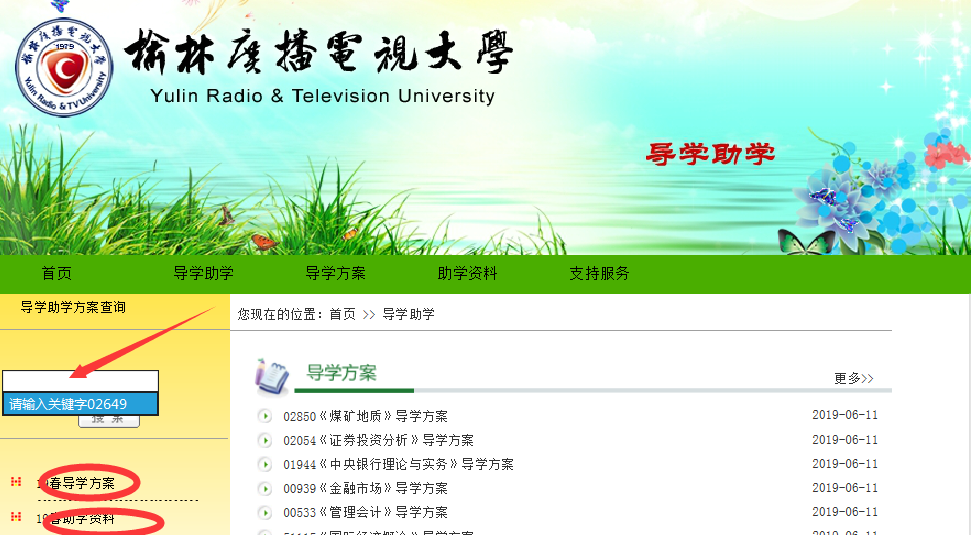 榆林廣播電視大學
1979
Yulin Radio & TV University
榆林廣播電視大學
Yulin Radio & Television University
导学助学
首页 导学助学 导学方案 助学资料 支持服务
导学助学方案查询
请输入关键字02649
搜 索
19春导学方案
19春助学资料
您现在的位置：首页 >> 导学助学
导学方案
更多>>
02850《煤矿地质》导学方案 2019-06-11
02054《证券投资分析》导学方案 2019-06-11
01944《中央银行理论与实务》导学方案 2019-06-11
00939《金融市场》导学方案 2019-06-11
00533《管理会计》导学方案 2019-06-11